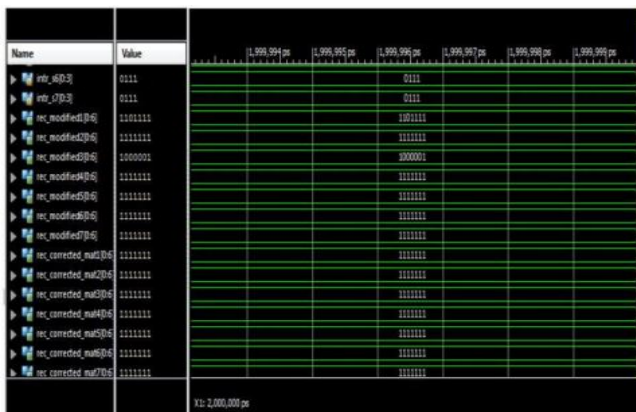 Name Value 1,999,994 ps 1,999,995 ps 1,999,996 ps 1,999,997 ps 1,999,998 ps 1,999,999 ps
intr_s6[0:3] 0111 0111
intr_s7[0:3] 0111 0111
rec_modified1[0:6] 1101111 1101111
rec_modified2[0:6] 1111111 1111111
rec_modified3[0:6] 1000001 1000001
rec_modified4[0:6] 1111111 1111111
rec_modified5[0:6] 1111111 1111111
rec_modified6[0:6] 1111111 1111111
rec_modified7[0:6] 1111111 1111111
rec_corrected_mat1[0:6] 1111111 1111111
rec_corrected_mat2[0:6] 1111111 1111111
rec_corrected_mat3[0:6] 1111111 1111111
rec_corrected_mat4[0:6] 1111111 1111111
rec_corrected_mat5[0:6] 1111111 1111111
rec_corrected_mat6[0:6] 1111111 1111111
rec_corrected_mat7[0:6] 1111111 1111111
X1: 2,000,000 ps